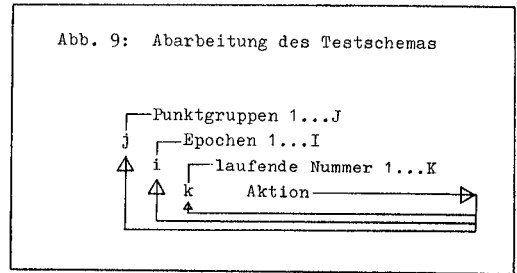 Abb. 9: Abarbeitung des Testschemas
Punktgruppen 1...J
j Epochen 1...I
i laufende Nummer 1...K
k Aktion